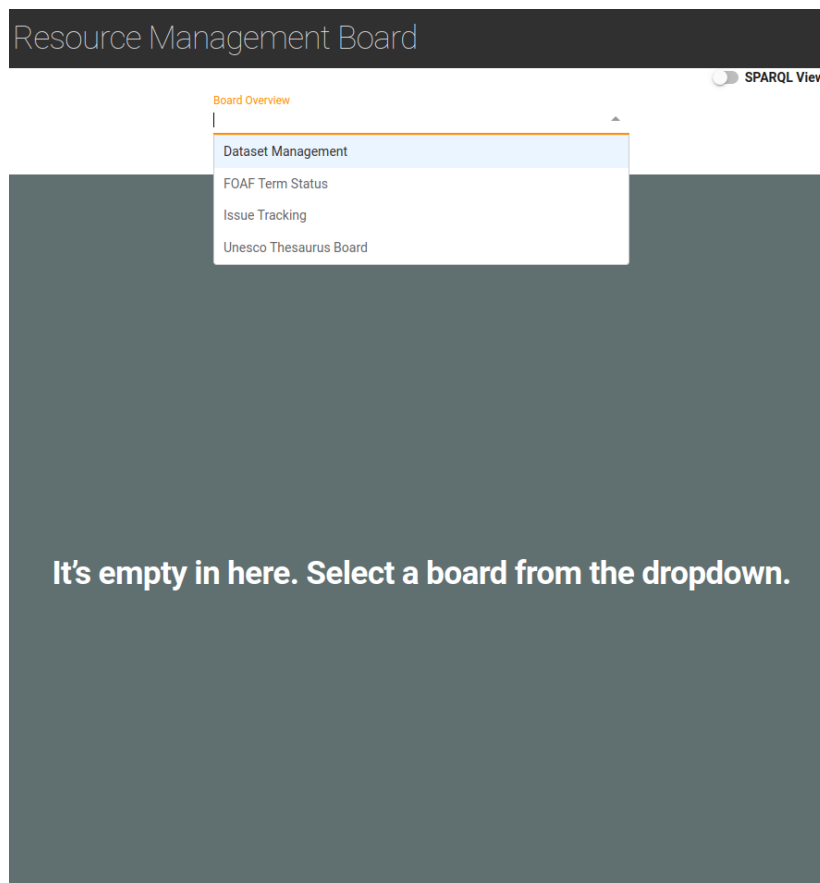 Resource Management Board
SPARQL View
Board Overview
Dataset Management
FOAF Term Status
Issue Tracking
Unesco Thesaurus Board
It's empty in here. Select a board from the dropdown.